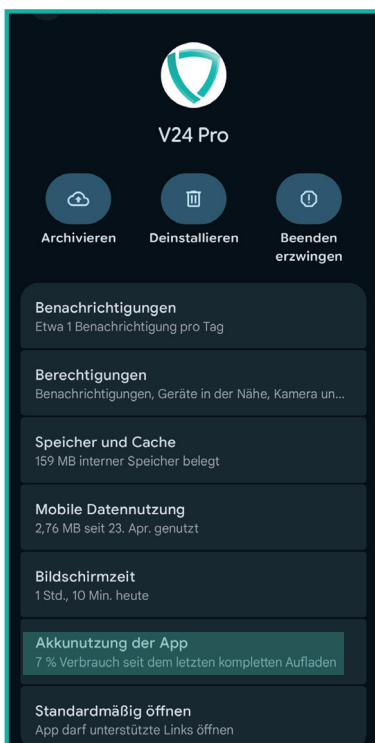 V24 Pro
Archivieren
Deinstallieren
Beenden
erzwingen
Benachrichtigungen
Etwa 1 Benachrichtigung pro Tag
Berechtigungen
Benachrichtigungen, Geräte in der Nähe, Kamera un...
Speicher und Cache
159 MB interner Speicher belegt
Mobile Datennutzung
2,76 MB seit 23. Apr. genutzt
Bildschirmzeit
1 Std., 10 Min. heute
Akkunutzung der App
7 % Verbrauch seit dem letzten kompletten Aufladen
Standardmäßig öffnen
App darf unterstützte Links öffnen